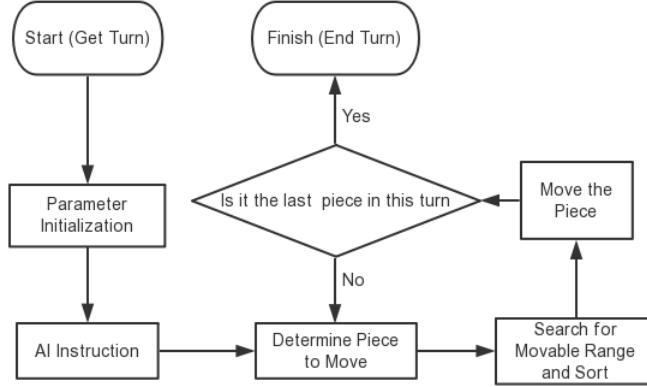 Start (Get Turn)
Finish (End Turn)
Yes
Is it the last piece in this turn
Move the
Piece
Parameter
Initialization
No
AI Instruction
Determine Piece
to Move
Search for
Movable Range
and Sort